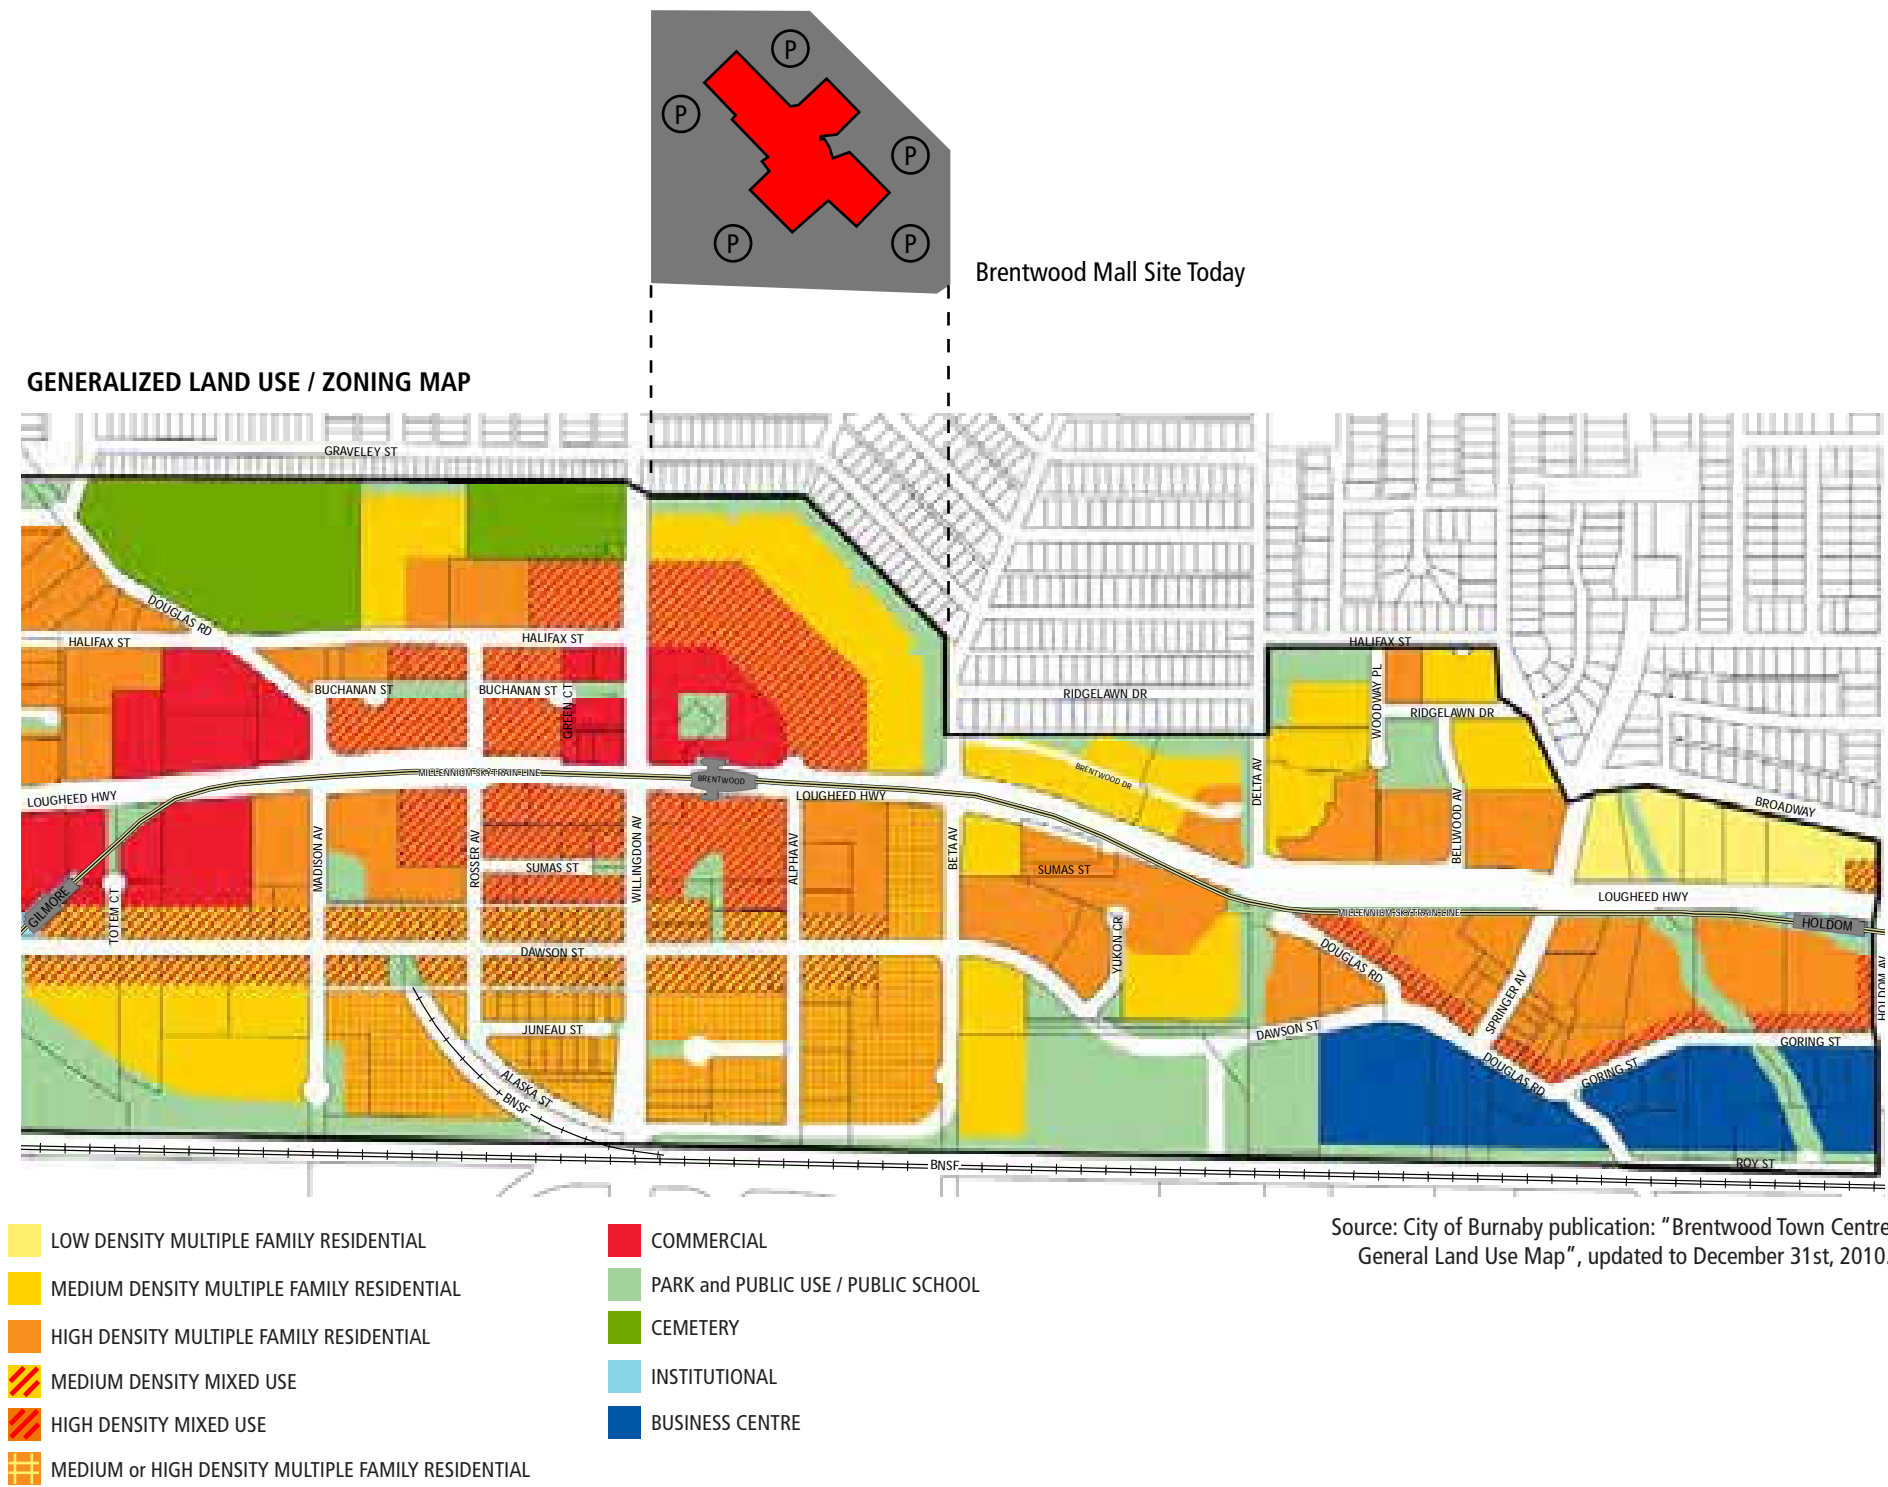 P
P
P
P
P
Brentwood Mall Site Today
GENERALIZED LAND USE / ZONING MAP
GRAVELEY ST
DOUGLAS RD
HALIFAX ST
HALIFAX ST
HALIFAX ST
BUCHANAN ST
BUCHANAN ST
GREEN CT
RIDGELAWN DR
WOODWAY PL
RIDGELAWN DR
MILLENNIUM SKYTRAIN LINE
BRENTWOOD
BRENTWOOD DR
DELTA AV
LOUGHEED HWY
LOUGHEED HWY
BELWOOD AV
BROADWAY
MADISON AV
ROSSER AV
WILLINGDON AV
ALPHA AV
BETA AV
SUMAS ST
SUMAS ST
GILMORE
TOTEM CT
LOUGHEED HWY
MILLENNIUM SKYTRAIN LINE
HOLDOM
YUKON CR
DAWSON ST
DOUGLAS RD
SPRINGER AV
HOLDOM AV
JUNEAU ST
DAWSON ST
GORING ST
ALASKA ST
BNSF
DOUGLAS RD
GORING ST
BNSF
ROY ST
LOW DENSITY MULTIPLE FAMILY RESIDENTIAL
MEDIUM DENSITY MULTIPLE FAMILY RESIDENTIAL
HIGH DENSITY MULTIPLE FAMILY RESIDENTIAL
MEDIUM DENSITY MIXED USE
HIGH DENSITY MIXED USE
MEDIUM or HIGH DENSITY MULTIPLE FAMILY RESIDENTIAL
COMMERCIAL
PARK and PUBLIC USE / PUBLIC SCHOOL
CEMETERY
INSTITUTIONAL
BUSINESS CENTRE
Source: City of Burnaby publication: “Brentwood Town Centre
General Land Use Map”, updated to December 31st, 2010.